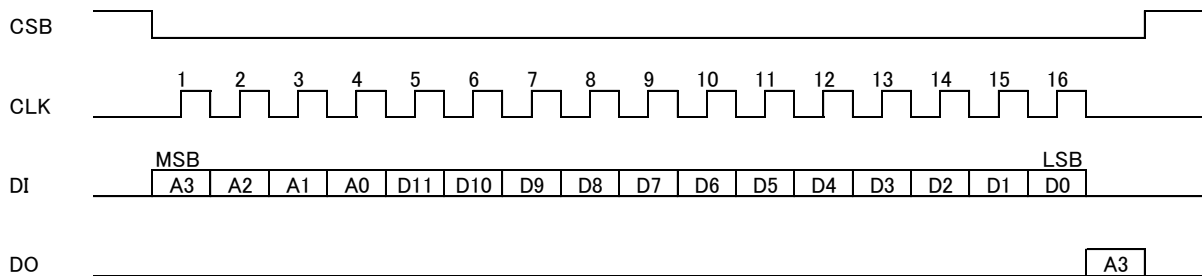 CSB
1 2 3 4 5 6 7 8 9 10 11 12 13 14 15 16
CLK
MSB LSB
DI A3 A2 A1 A0 D11 D10 D9 D8 D7 D6 D5 D4 D3 D2 D1 D0
DO A3